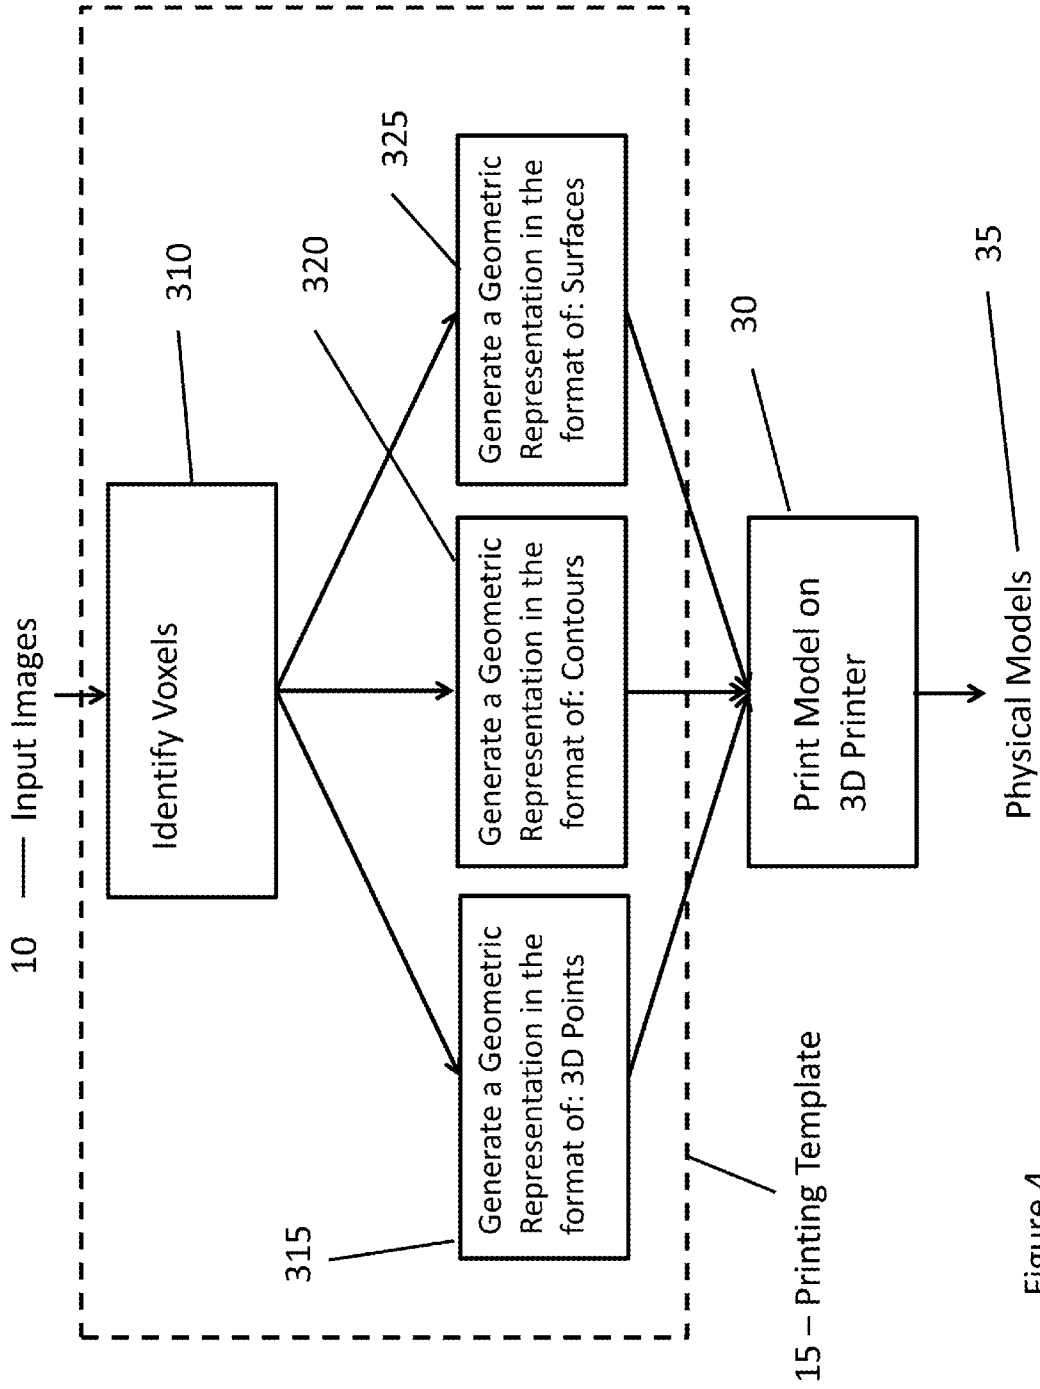 10 — Input Images
310
Identify Voxels
320
325
315
Generate a Geometric
Representation in the
format of: 3D Points
Generate a Geometric
Representation in the
format of: Contours
Generate a Geometric
Representation in the
format of: Surfaces
30
Print Model on
3D Printer
15 – Printing Template
35
Physical Models
Figure 4